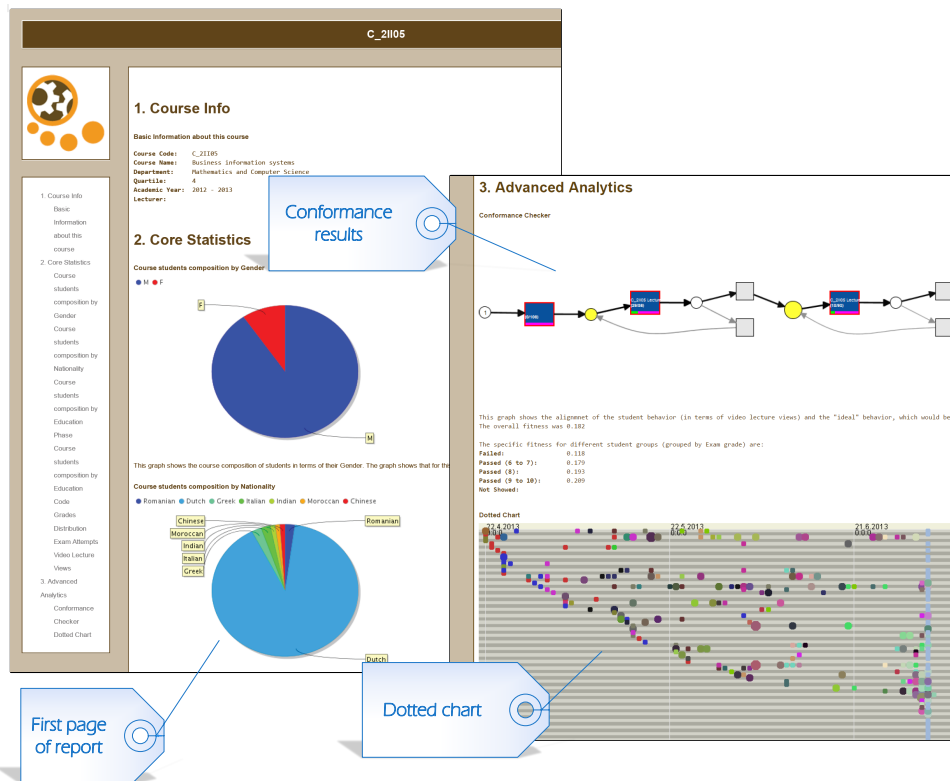 C_2II05
1. Course Info
Basic
Information
about this
course
2. Core Statistics
Course
students
composition by
Gender
Course
students
composition by
Nationality
Course
students
composition by
Education
Phase
Course
students
composition by
Education
Code
Grades
Distribution
Exam Attempts
Video Lecture
Views
3. Advanced
Analytics
Conformance
Checker
Dotted Chart
1. Course Info
Basic Information about this course
Course Code: C_2II05
Course Name: Business information systems
Department: Mathematics and Computer Science
Quartile: 4
Academic Year: 2012 - 2013
Lecturer:
2. Core Statistics
Course students composition by Gender
M F
F
M
This graph shows the course composition of students in terms of their Gender. The graph shows that for this
Course students composition by Nationality
Romanian Dutch Greek Italian Indian Moroccan Chinese
Chinese
Moroccan
Indian
Italian
Greek
Romanian
Dutch
Conformance
results
3. Advanced Analytics
Conformance Checker
1
This graph shows the alignmnet of the student behavior (in terms of video lecture views) and the "ideal" behavior, which would be
The overall fitness was 0.182
The specific fitness for different student groups (grouped by Exam grade) are:
Failed: 0.118
Passed (6 to 7): 0.179
Passed (8): 0.193
Passed (9 to 10): 0.209
Not Showed:
Dotted Chart
22.4.2013 22.5.2013 21.6.2013
First page
of report
Dotted chart